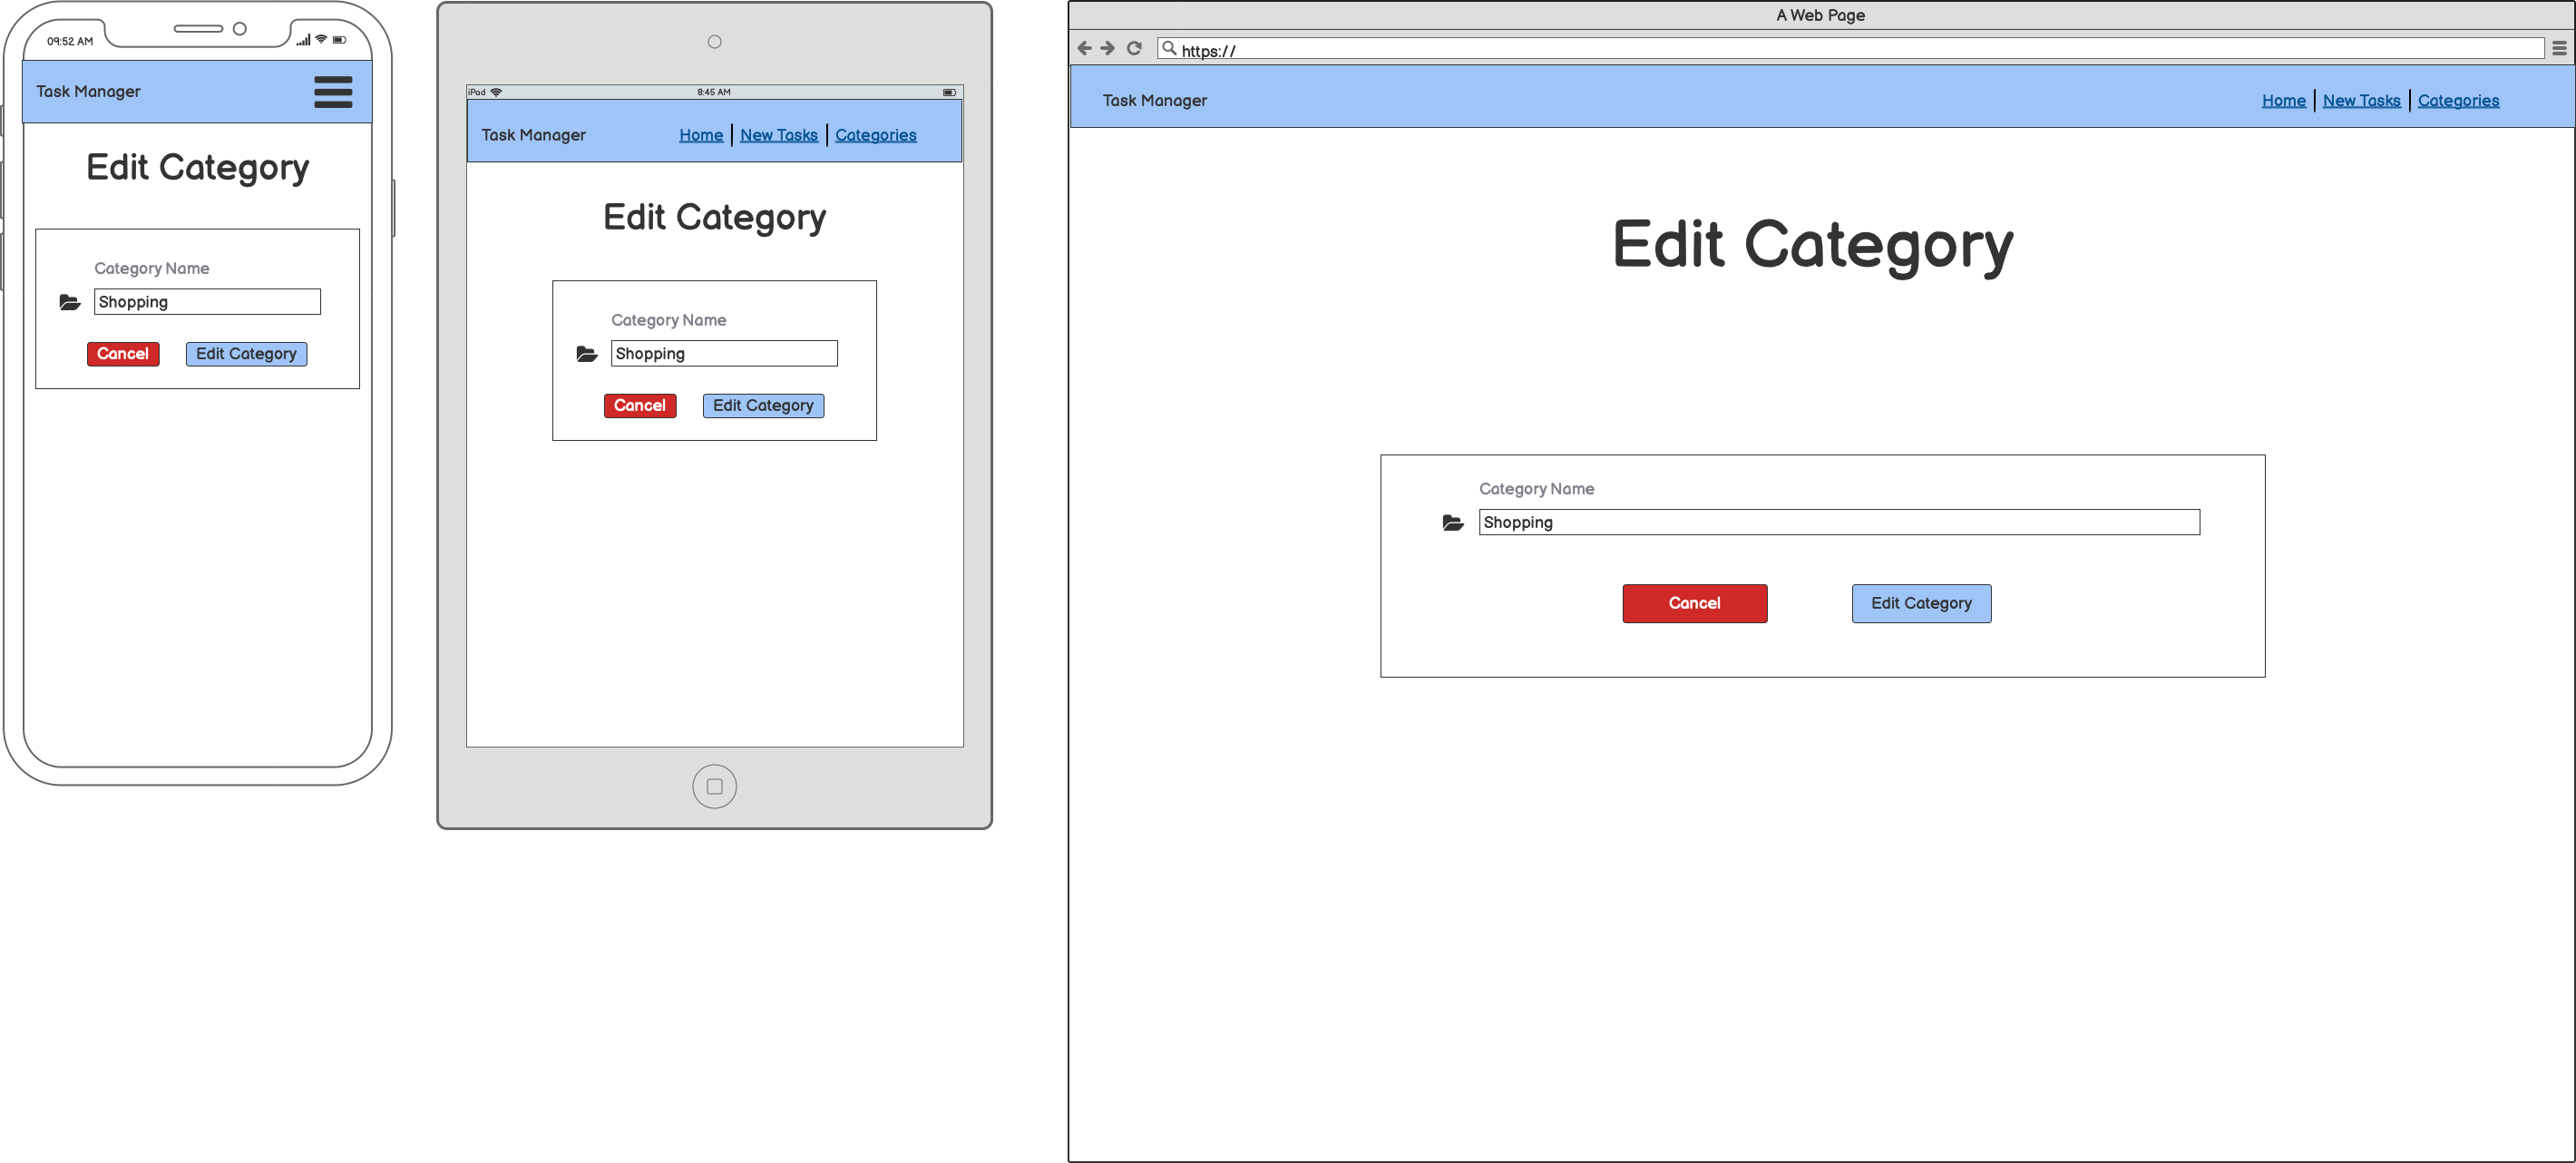 09:52 AM
Task Manager
Edit Category
Category Name
Shopping
Cancel
Edit Category
iPad
8:45 AM
Task Manager
Home
New Tasks
Categories
Edit Category
Category Name
Shopping
Cancel
Edit Category
A Web Page
https://
Task Manager
Home
New Tasks
Categories
Edit Category
Category Name
Shopping
Cancel
Edit Category